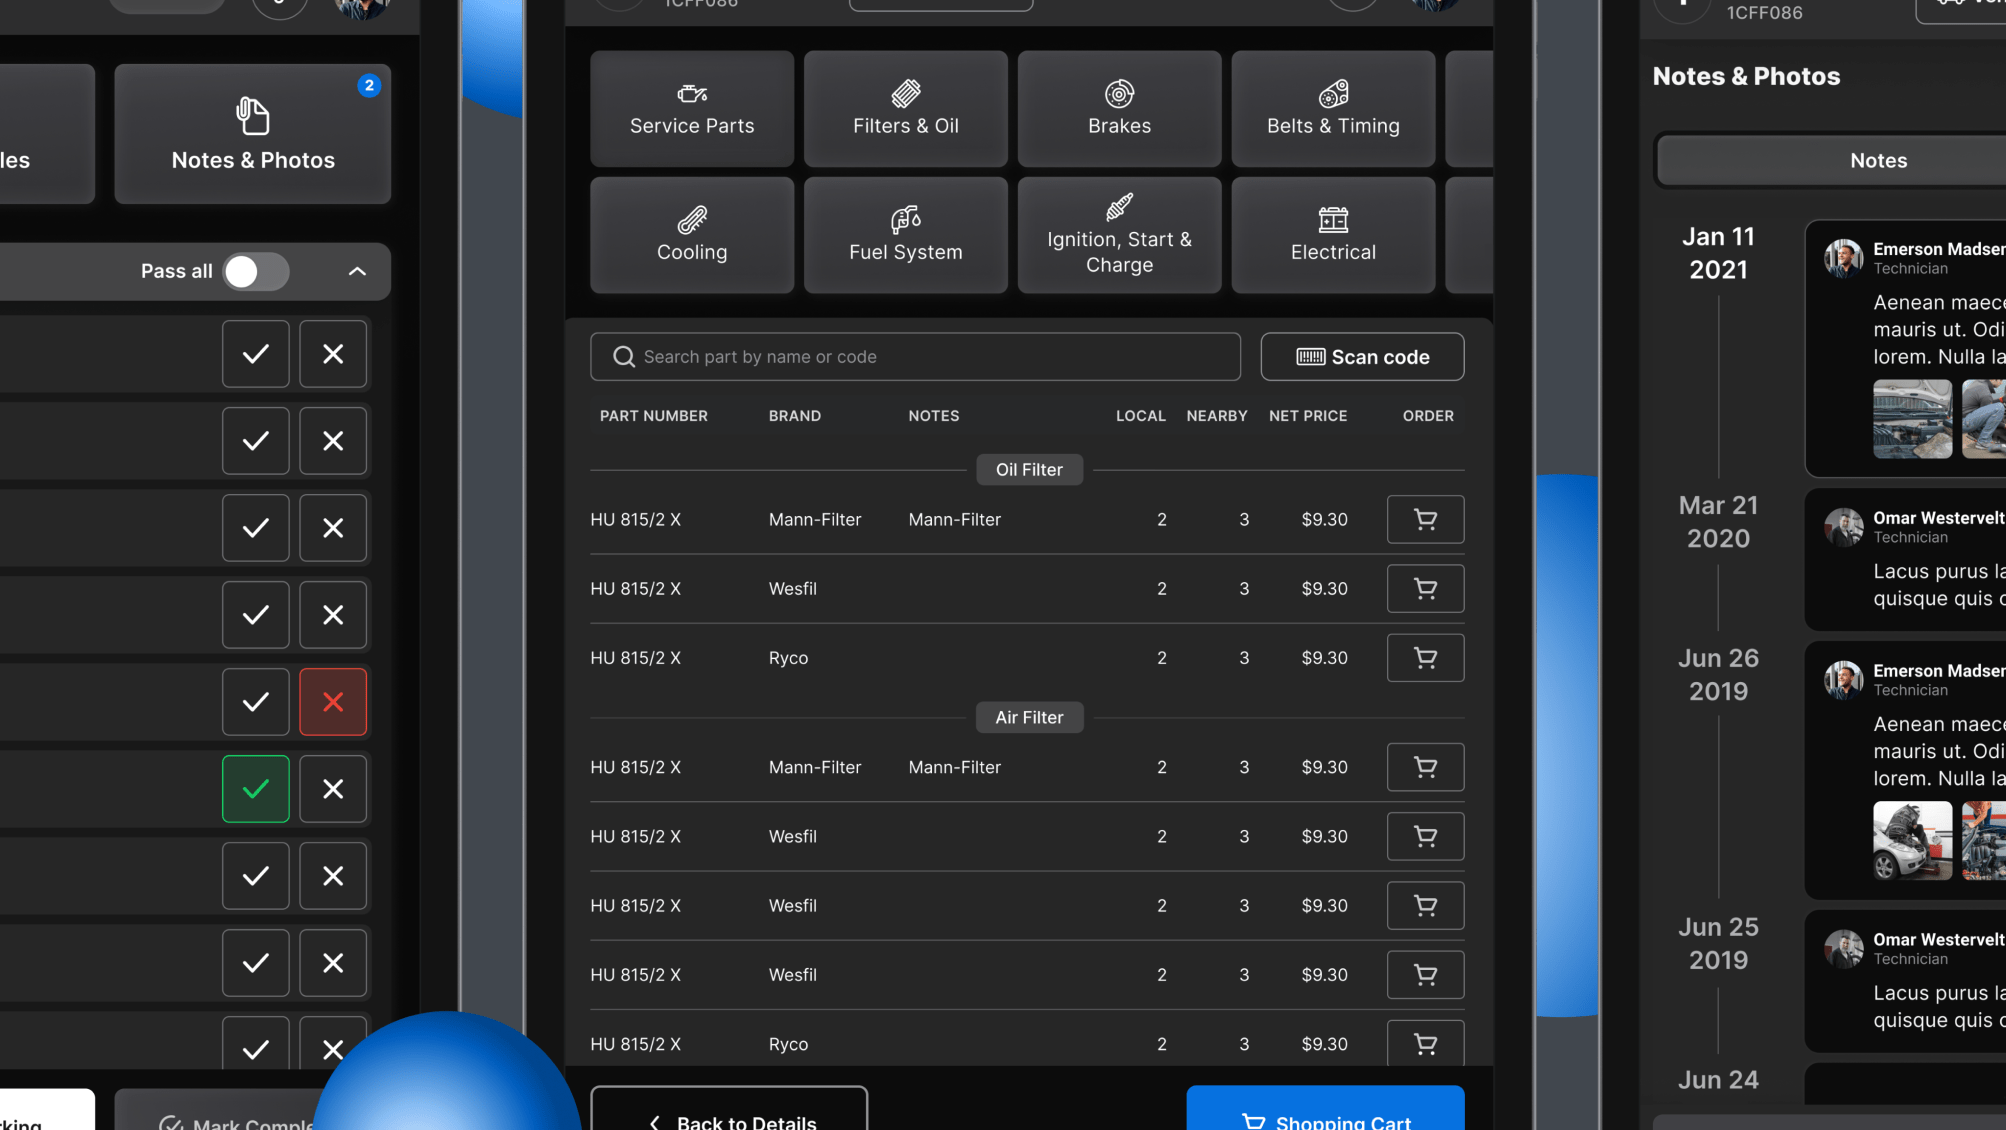 2
Notes & Photos
Pass all
Back to Details
Shopping Cart
1CFF086
Service Parts
Filters & Oil
Brakes
Belts & Timing
Cooling
Fuel System
Ignition, Start &
Charge
Electrical
Search part by name or code
Scan code
PART NUMBER BRAND NOTES LOCAL NEARBY NET PRICE ORDER
Oil Filter
HU 815/2 X Mann-Filter Mann-Filter 2 3 $9.30
HU 815/2 X Wesfil 2 3 $9.30
HU 815/2 X Ryco 2 3 $9.30
Air Filter
HU 815/2 X Mann-Filter Mann-Filter 2 3 $9.30
HU 815/2 X Wesfil 2 3 $9.30
HU 815/2 X Wesfil 2 3 $9.30
HU 815/2 X Wesfil 2 3 $9.30
HU 815/2 X Ryco 2 3 $9.30
1CFF086
Notes & Photos
Notes
Jan 11
2021
Emerson Madsen
Technician
Aenean maece
mauris ut. Odi
lorem. Nulla la
Mar 21
2020
Omar Westervelt
Technician
Lacus purus la
quisque quis
Jun 26
2019
Emerson Madsen
Technician
Aenean maece
mauris ut. Odi
lorem. Nulla la
Jun 25
2019
Omar Westervelt
Technician
Lacus purus la
quisque quis
Jun 24
Mark Comple